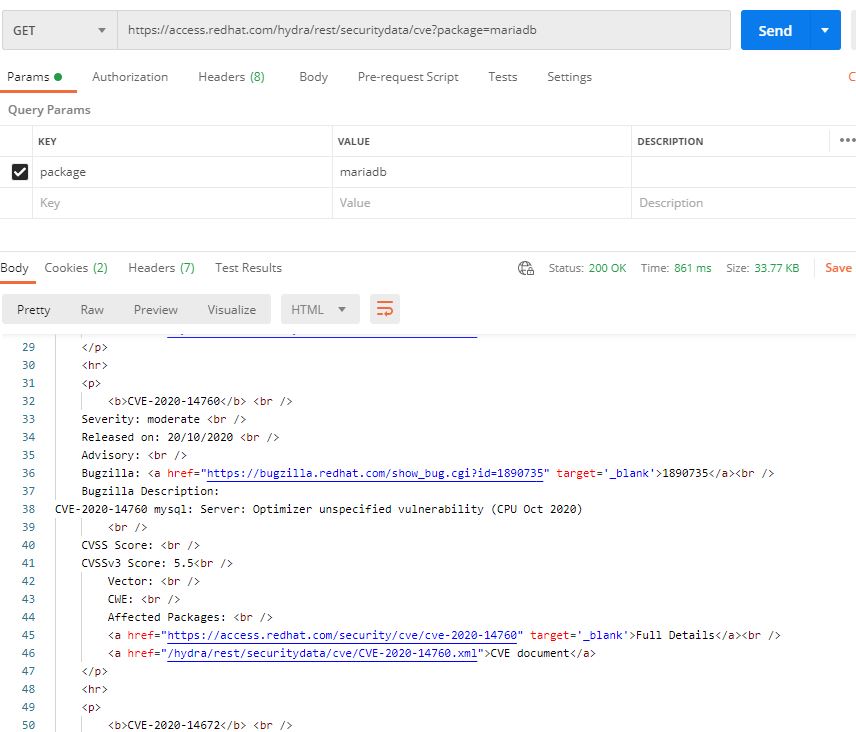 GET https://access.redhat.com/hydra/rest/securitydata/cve?package=mariadb Send
Params Authorization Headers (8) Body Pre-request Script Tests Settings C
Query Params
KEY VALUE DESCRIPTION
package mariadb
Key Value Description
Body Cookies (2) Headers (7) Test Results Status: 200 OK Time: 861 ms Size: 33.77 KB Save
Pretty Raw Preview Visualize HTML
29 </p>
30 <hr>
31 <p>
32 <b>CVE-2020-14760</b> <br />
33 Severity: moderate <br />
34 Released on: 20/10/2020 <br />
35 Advisory: <br />
36 Bugzilla: <a href="https://bugzilla.redhat.com/show_bug.cgi?id=1890735" target='_blank'>1890735</a><br />
37 Bugzilla Description:
38 CVE-2020-14760 mysql: Server: Optimizer unspecified vulnerability (CPU Oct 2020)
39 <br />
40 CVSS Score: <br />
41 CVSSv3 Score: 5.5<br />
42 Vector: <br />
43 CWE: <br />
44 Affected Packages: <br />
45 <a href="https://access.redhat.com/security/cve/cve-2020-14760" target='_blank'>Full Details</a><br />
46 <a href="/hydra/rest/securitydata/cve/CVE-2020-14760.xml">CVE document</a>
47 </p>
48 <hr>
49 <p>
50 <b>CVE-2020-14672</b> <br />